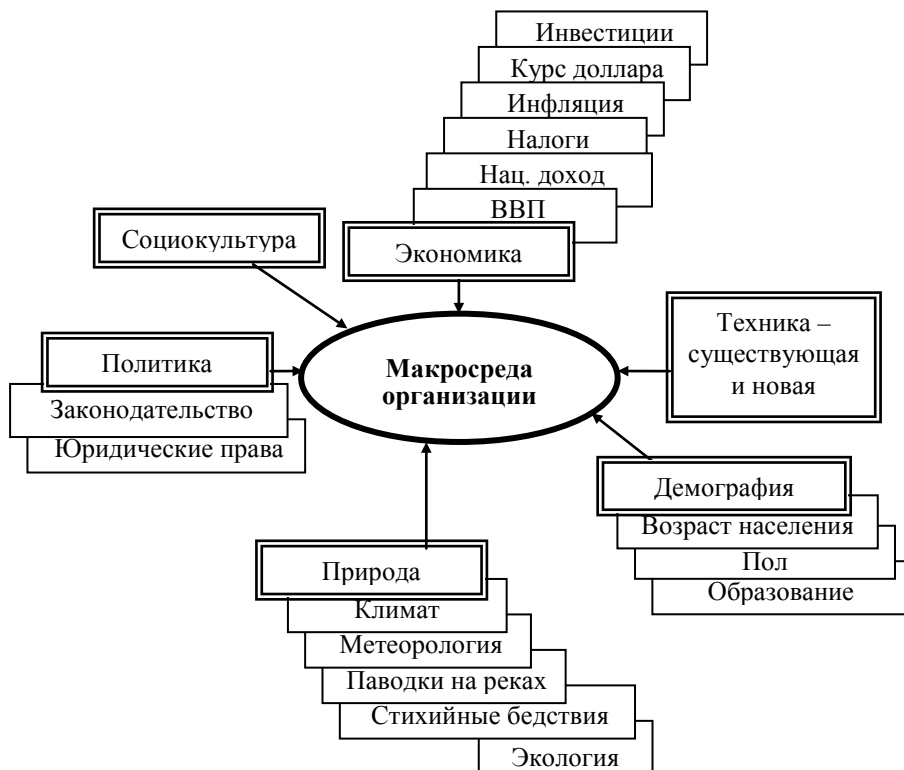 Инвестиции
Курс доллара
Инфляция
Налоги
Нац. доход
ВВП
Экономика
Социокультура
Политика
Законодательство
Юридические права
Макросреда
организации
Техника –
существующая
и новая
Демография
Возраст населения
Пол
Образование
Природа
Климат
Метеорология
Паводки на реках
Стихийные бедствия
Экология